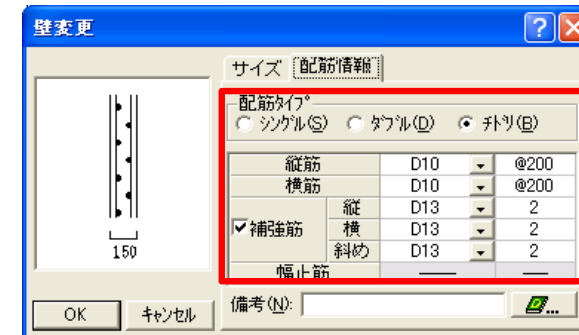 壁変更
サイズ 配筋情報
配筋ﾀｲﾌﾟ
ｼﾝｸﾞﾙ(S) ﾀﾞﾌﾞﾙ(D) ﾁﾄﾞﾘ(B)
縦筋 D10 @200
横筋 D10 @200
補強筋 縦 D13 2
横 D13 2
斜め D13 2
幅止筋 ―― ―
150
OK ｷｬﾝｾﾙ 備考(N): ...